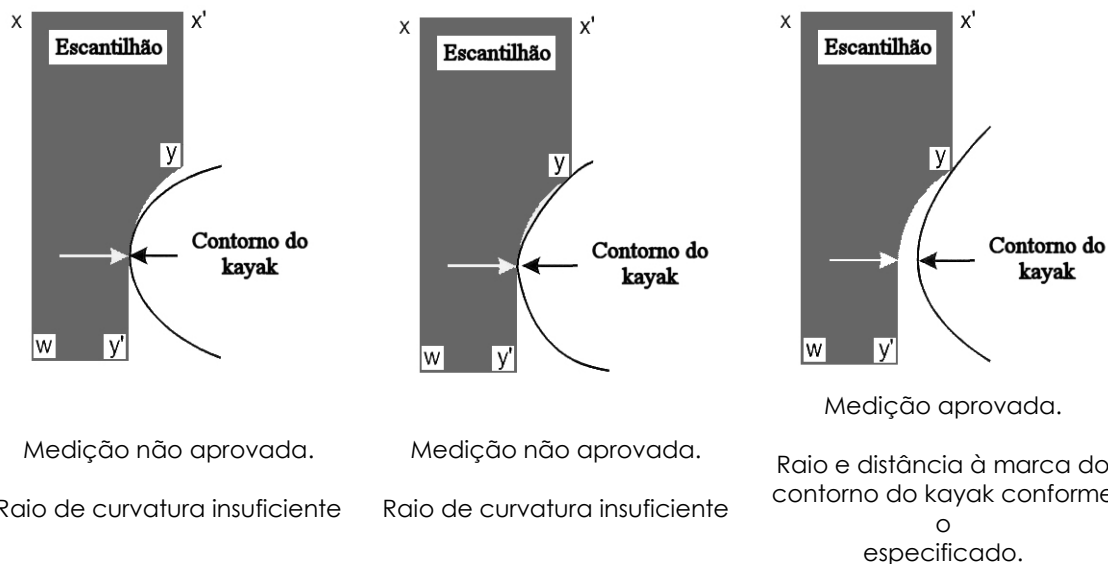 x x'
Escantilhão
y
Contorno do
kayak
w y'
Medição não aprovada.
Raio de curvatura insuficiente
x x'
Escantilhão
y
Contorno do
kayak
w y'
Medição não aprovada.
Raio de curvatura insuficiente
x x'
Escantilhão
y
Contorno do
kayak
w y'
Medição aprovada.
Raio e distância à marca do
contorno do kayak conforme
o
especificado.